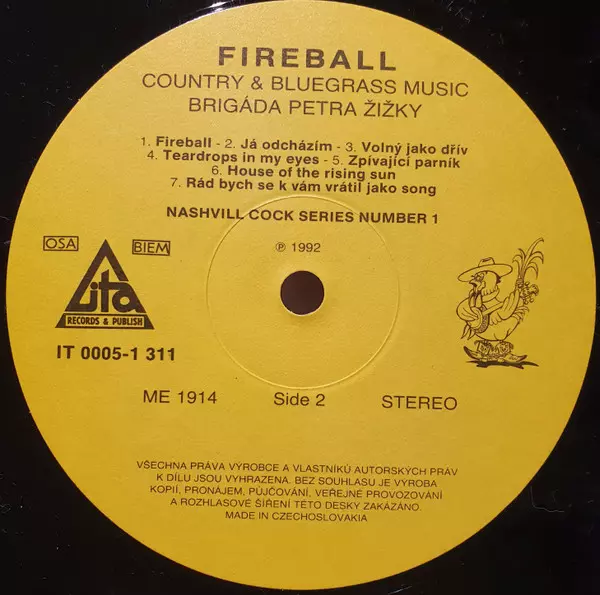 FIREBALL
COUNTRY & BLUEGRASS MUSIC
BRIGÁDA PETRA ŽIŽKY
1. Fireball - 2. Já odcházím - 3. Volný jako dřív
4. Teardrops in my eyes - 5. Zpívající parník
6. House of the rising sun
7. Rád bych se k vám vrátil jako song
NASHVILL COCK SERIES NUMBER 1
OSA
BIEM
℗ 1992
ita
RECORDS & PUBLISH
IT 0005-1 311
ME 1914
Side 2
STEREO
VŠECHNA PRÁVA VÝROBCE A VLASTNÍKŮ AUTORSKÝCH PRÁV
K DÍLU JSOU VYHRAZENA. BEZ SOUHLASU JE VÝROBA
KOPIÍ, PRONÁJEM, PŮJČOVÁNÍ, VEŘEJNÉ PROVOZOVÁNÍ
A ROZHLASOVÉ ŠÍŘENÍ TÉTO DESKY ZAKÁZÁNO.
MADE IN CZECHOSLOVAKIA